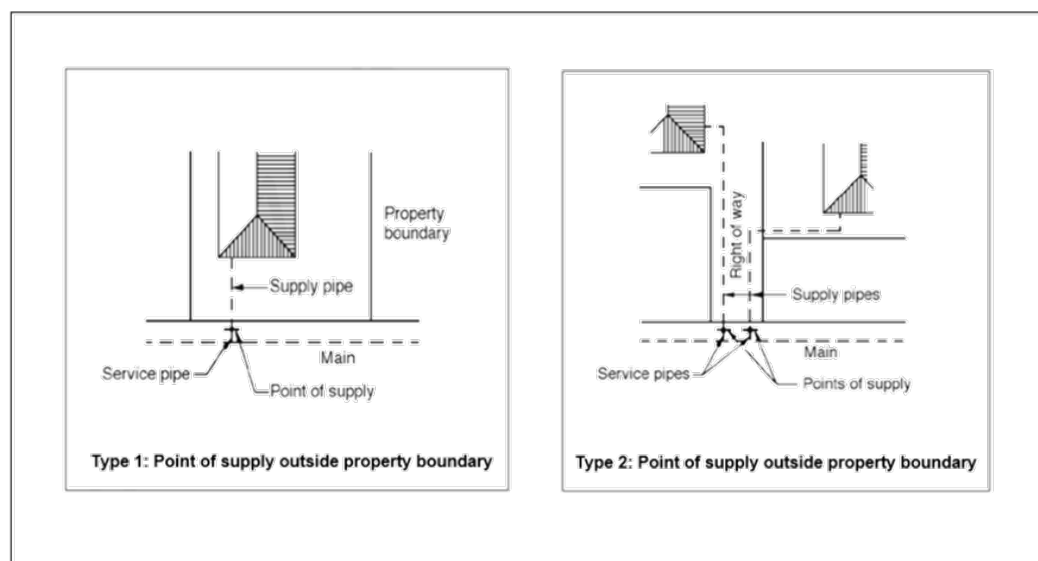 Property
boundary
Supply pipe
Main
Service pipe
Point of supply
Type 1: Point of supply outside property boundary
Right of way
Supply pipes
Main
Service pipes
Points of supply
Type 2: Point of supply outside property boundary